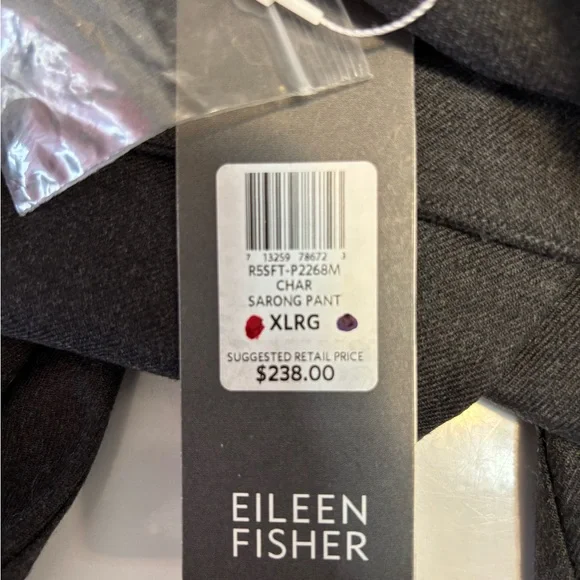 7 13259 78672 3
R5SFT-P2268M
CHAR
SARONG PANT
XLRG
SUGGESTED RETAIL PRICE
$238.00
EILEEN
FISHER